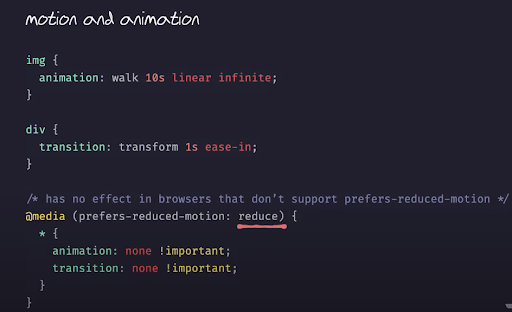 motion and animation
img {
animation: walk 10s linear infinite;
}
div {
transition: transform 1s ease-in;
}
/* has no effect in browsers that don't support prefers-reduced-motion */
@media (prefers-reduced-motion: reduce) {
* {
animation: none !important;
transition: none !important;
}
}